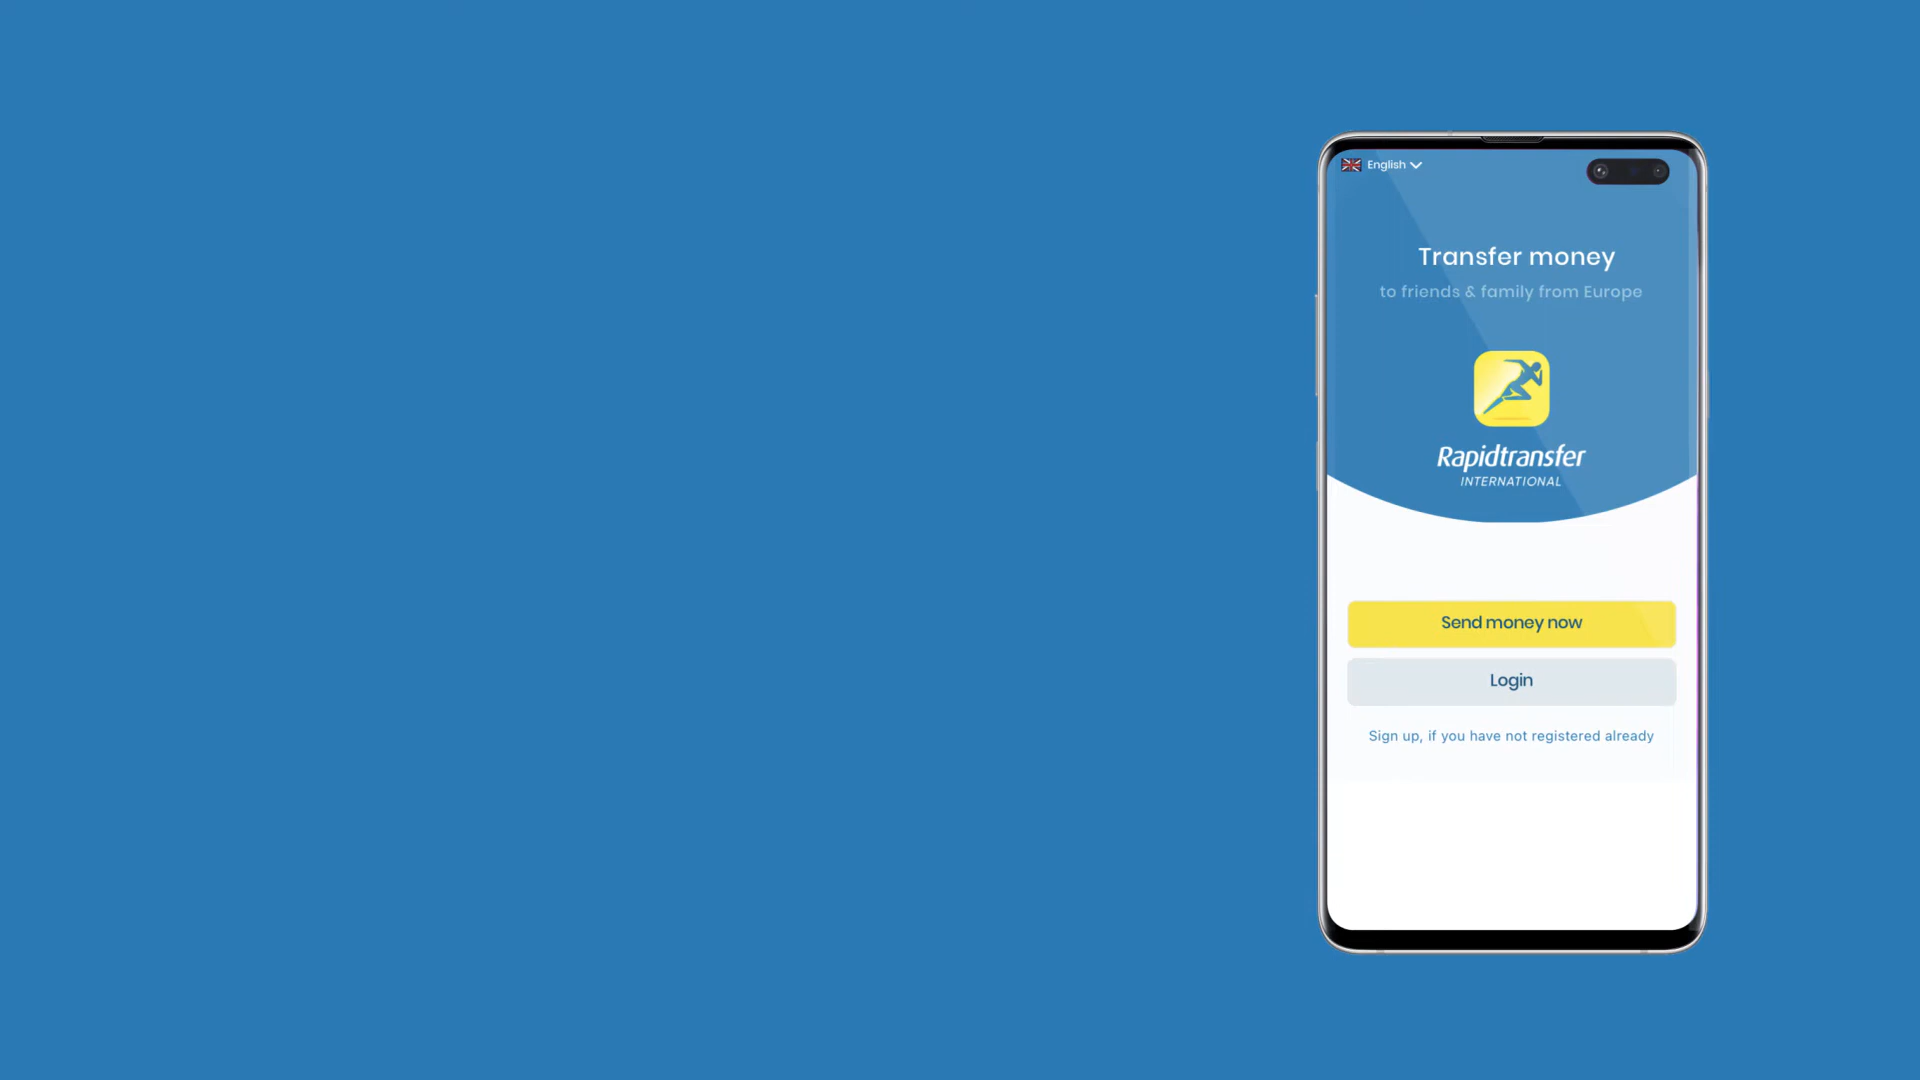 English
Transfer money
to friends & family from Europe
Rapidtransfer
INTERNATIONAL
Send money now
Login
Sign up, if you have not registered already